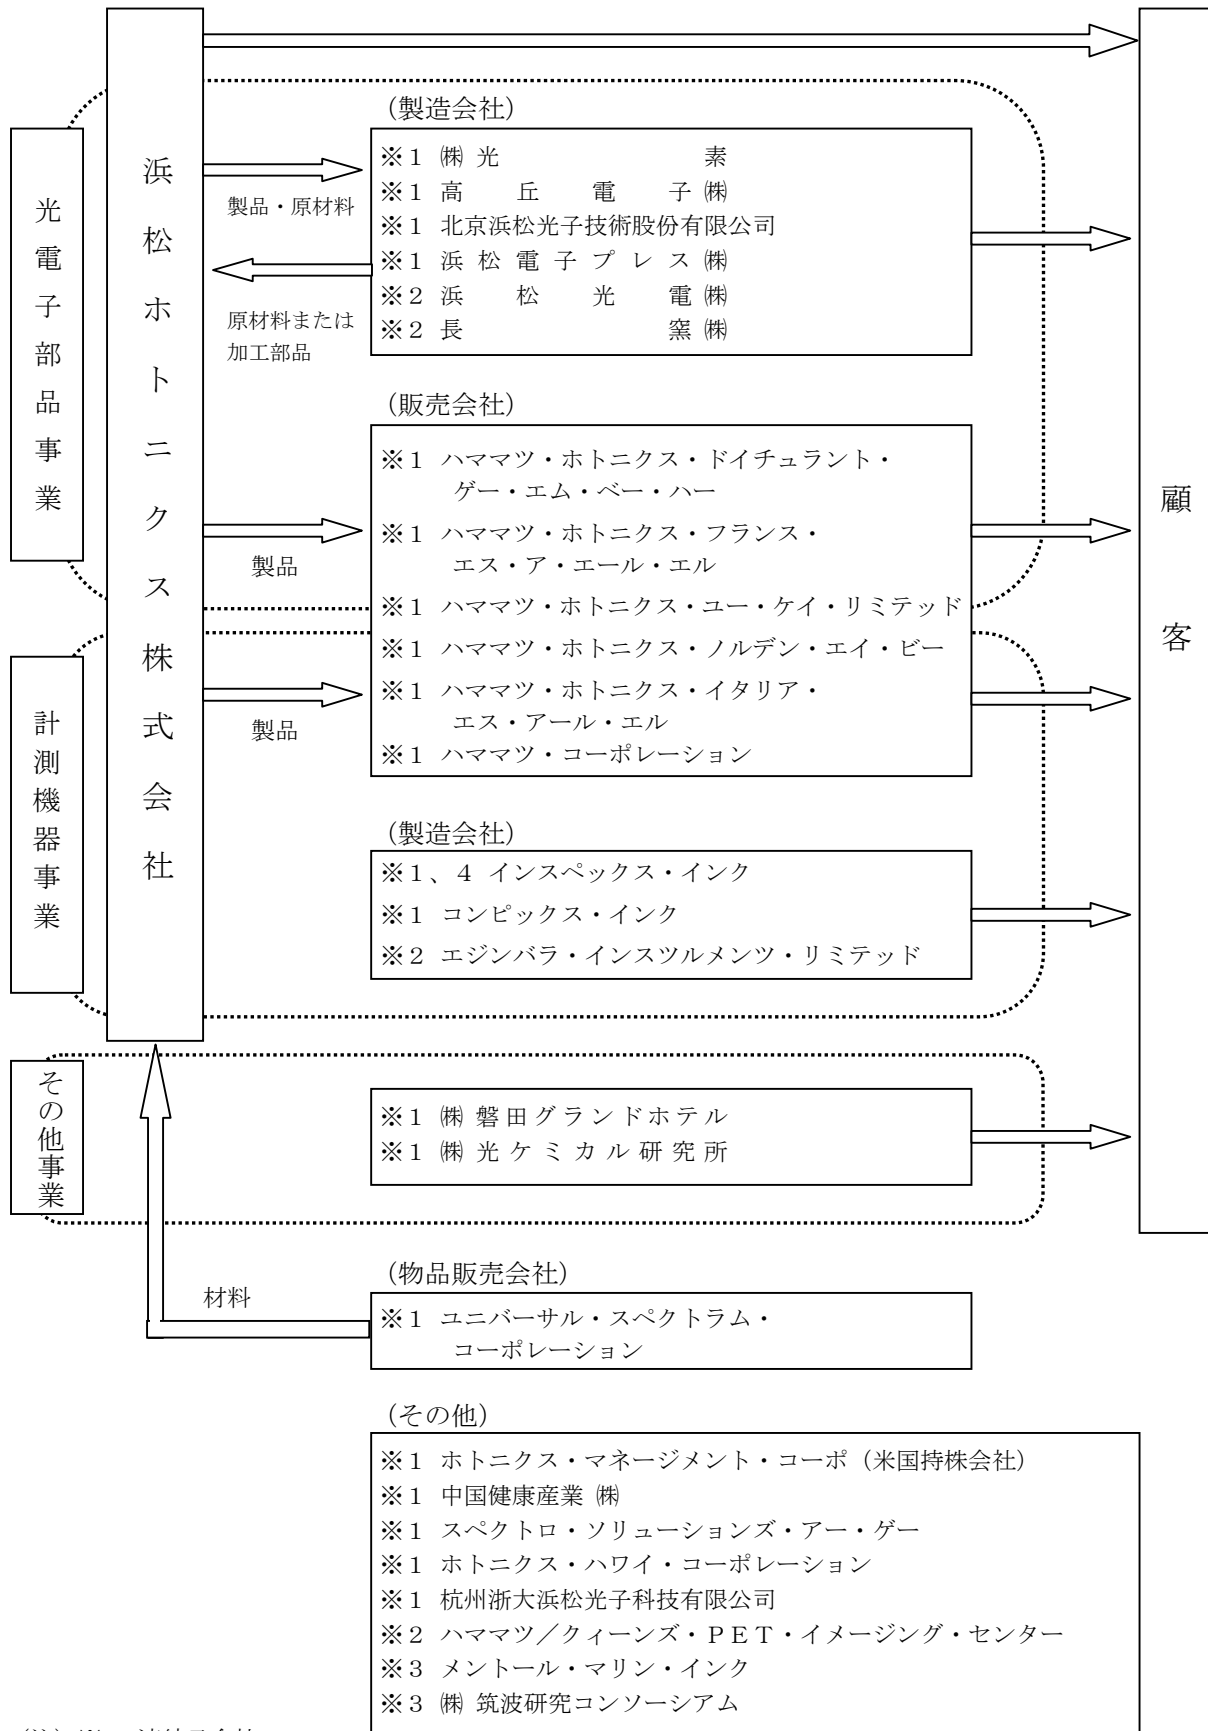 浜松ホトニクス株式会社
顧客
光電子部品事業
(製造会社)
※1 ㈱光素
※1 高丘電子㈱
※1 北京浜松光子技術股份有限公司
※1 浜松電子プレス㈱
※2 浜松光電㈱
※2 長窯㈱
製品・原材料
原材料または
加工部品
(販売会社)
※1 ハママツ・ホトニクス・ドイチュラント・
ゲー・エム・ベー・ハー
※1 ハママツ・ホトニクス・フランス・
エス・ア・エール・エル
※1 ハママツ・ホトニクス・ユー・ケイ・リミテッド
※1 ハママツ・ホトニクス・ノルデン・エイ・ビー
※1 ハママツ・ホトニクス・イタリア・
エス・アール・エル
※1 ハママツ・コーポレーション
製品
製品
計測機器事業
(製造会社)
※1、4 インスペックス・インク
※1 コンピックス・インク
※2 エジンバラ・インスツルメンツ・リミテッド
その他事業
※1 ㈱磐田グランドホテル
※1 ㈱光ケミカル研究所
材料
(物品販売会社)
※1 ユニバーサル・スペクトラム・
コーポレーション
(その他)
※1 ホトニクス・マネージメント・コーポ(米国持株会社)
※1 中国健康産業㈱
※1 スペクトロ・ソリューションズ・アー・ゲー
※1 ホトニクス・ハワイ・コーポレーション
※1 杭州浙大浜松光子科技有限公司
※2 ハママツ/クィーンズ・PET・イメージング・センター
※3 メントール・マリン・インク
※3 ㈱筑波研究コンソーシアム